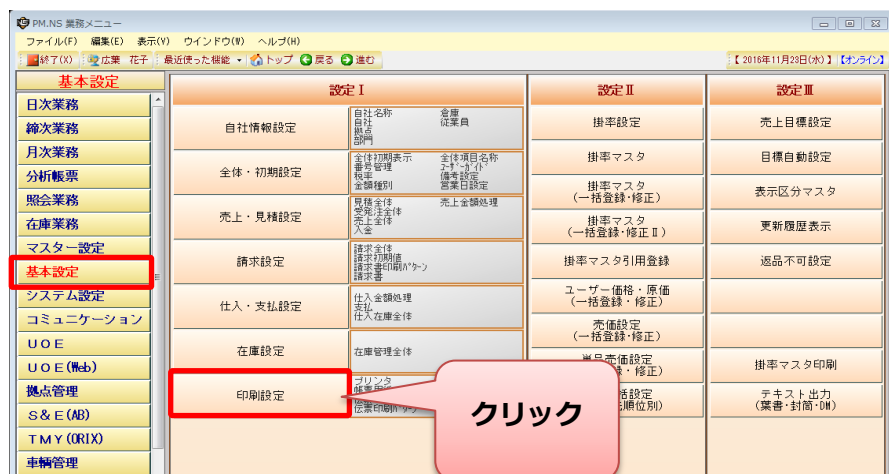 PM.NS 業務メニュー
ファイル(F) 編集(E) 表示(V) ウインドウ(W) ヘルプ(H)
終了(X) 広葉 花子 最近使った機能 トップ 戻る 進む 【 2016年11月23日(水) 】【オンライン】
基本設定
日次業務
締次業務
月次業務
分析帳票
照会業務
在庫業務
マスター設定
基本設定
システム設定
コミュニケーション
UOE
UOE(Web)
拠点管理
S&E(AB)
TMY(ORIX)
車輌管理
設定Ⅰ
自社情報設定
自社名称 倉庫
自社 従業員
拠点
部門
全体・初期設定
全体初期表示 全体項目名称
番号管理 ユーザーガイド
税率 備考設定
金額種別 営業日設定
売上・見積設定
見積全体 売上金額処理
受発注全体
売上全体
入金
請求設定
請求全体
請求初期値
請求書印刷パターン
請求書
仕入・支払設定
仕入金額処理
支払
仕入在庫全体
在庫設定
在庫管理全体
印刷設定
プリンタ
伝票印刷パターン
クリック
設定Ⅱ
掛率設定
掛率マスタ
掛率マスタ
(一括登録・修正)
掛率マスタ
(一括登録・修正Ⅱ)
掛率マスタ引用登録
ユーザー価格・原価
(一括登録・修正)
売価設定
(一括登録・修正)
単品売価設定
録・修正)
括設定
順位別)
設定Ⅲ
売上目標設定
目標自動設定
表示区分マスタ
更新履歴表示
返品不可設定
掛率マスタ印刷
テキスト出力
(葉書・封筒・DM)